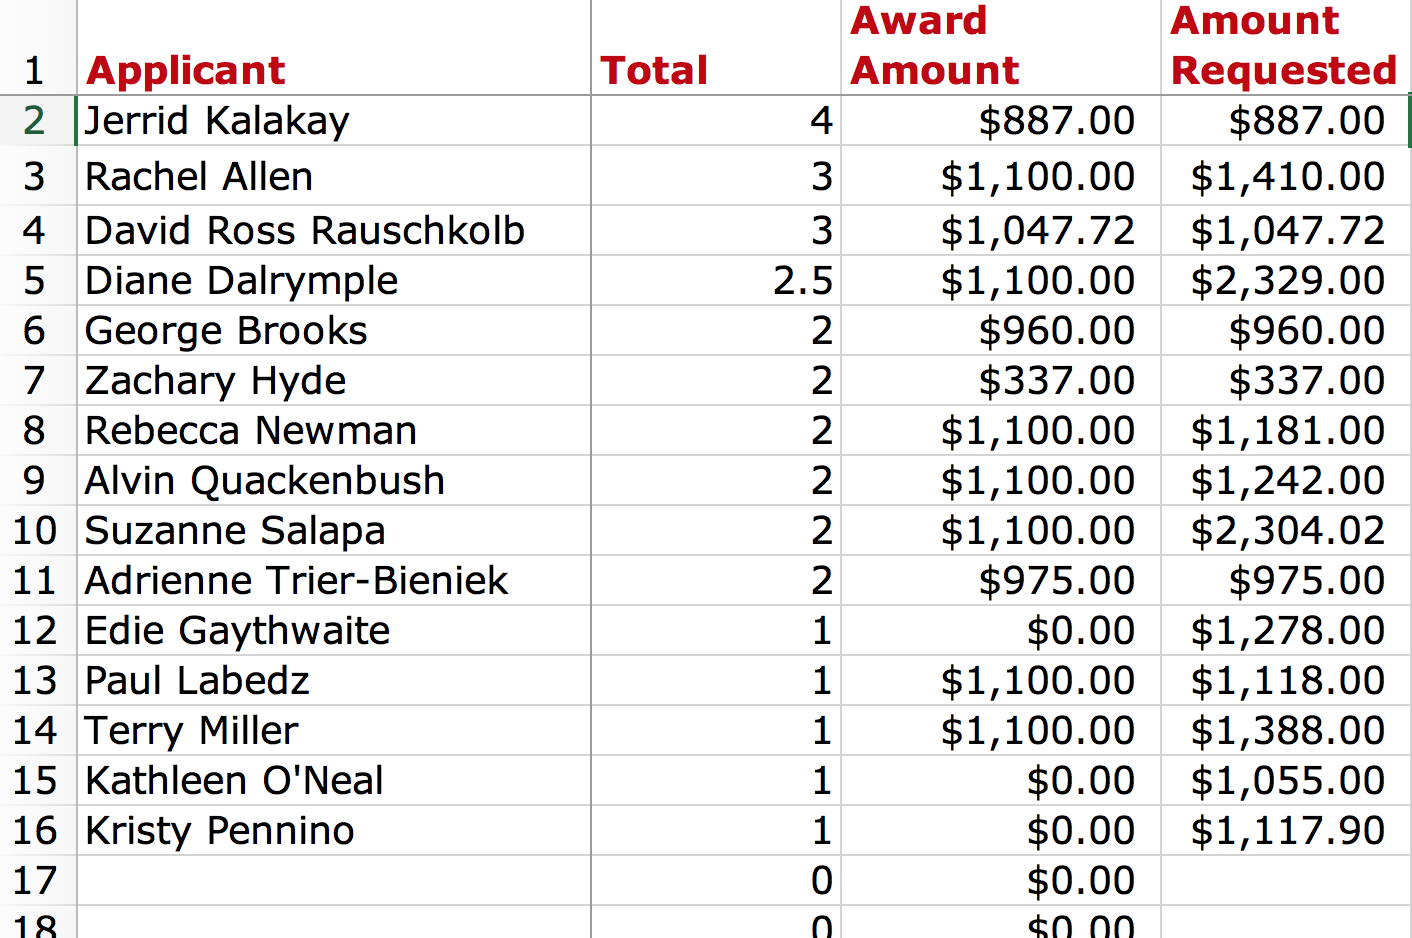 Award Amount
1 Applicant Total Amount Requested
2 Jerrid Kalakay 4 $887.00 $887.00
3 Rachel Allen 3 $1,100.00 $1,410.00
4 David Ross Rauschkolb 3 $1,047.72 $1,047.72
5 Diane Dalrymple 2.5 $1,100.00 $2,329.00
6 George Brooks 2 $960.00 $960.00
7 Zachary Hyde 2 $337.00 $337.00
8 Rebecca Newman 2 $1,100.00 $1,181.00
9 Alvin Quackenbush 2 $1,100.00 $1,242.00
10 Suzanne Salapa 2 $1,100.00 $2,304.02
11 Adrienne Trier-Bieniek 2 $975.00 $975.00
12 Edie Gaythwaite 1 $0.00 $1,278.00
13 Paul Labedz 1 $1,100.00 $1,118.00
14 Terry Miller 1 $1,100.00 $1,388.00
15 Kathleen O'Neal 1 $0.00 $1,055.00
16 Kristy Pennino 1 $0.00 $1,117.90
17 0 $0.00
18 0 $0.00